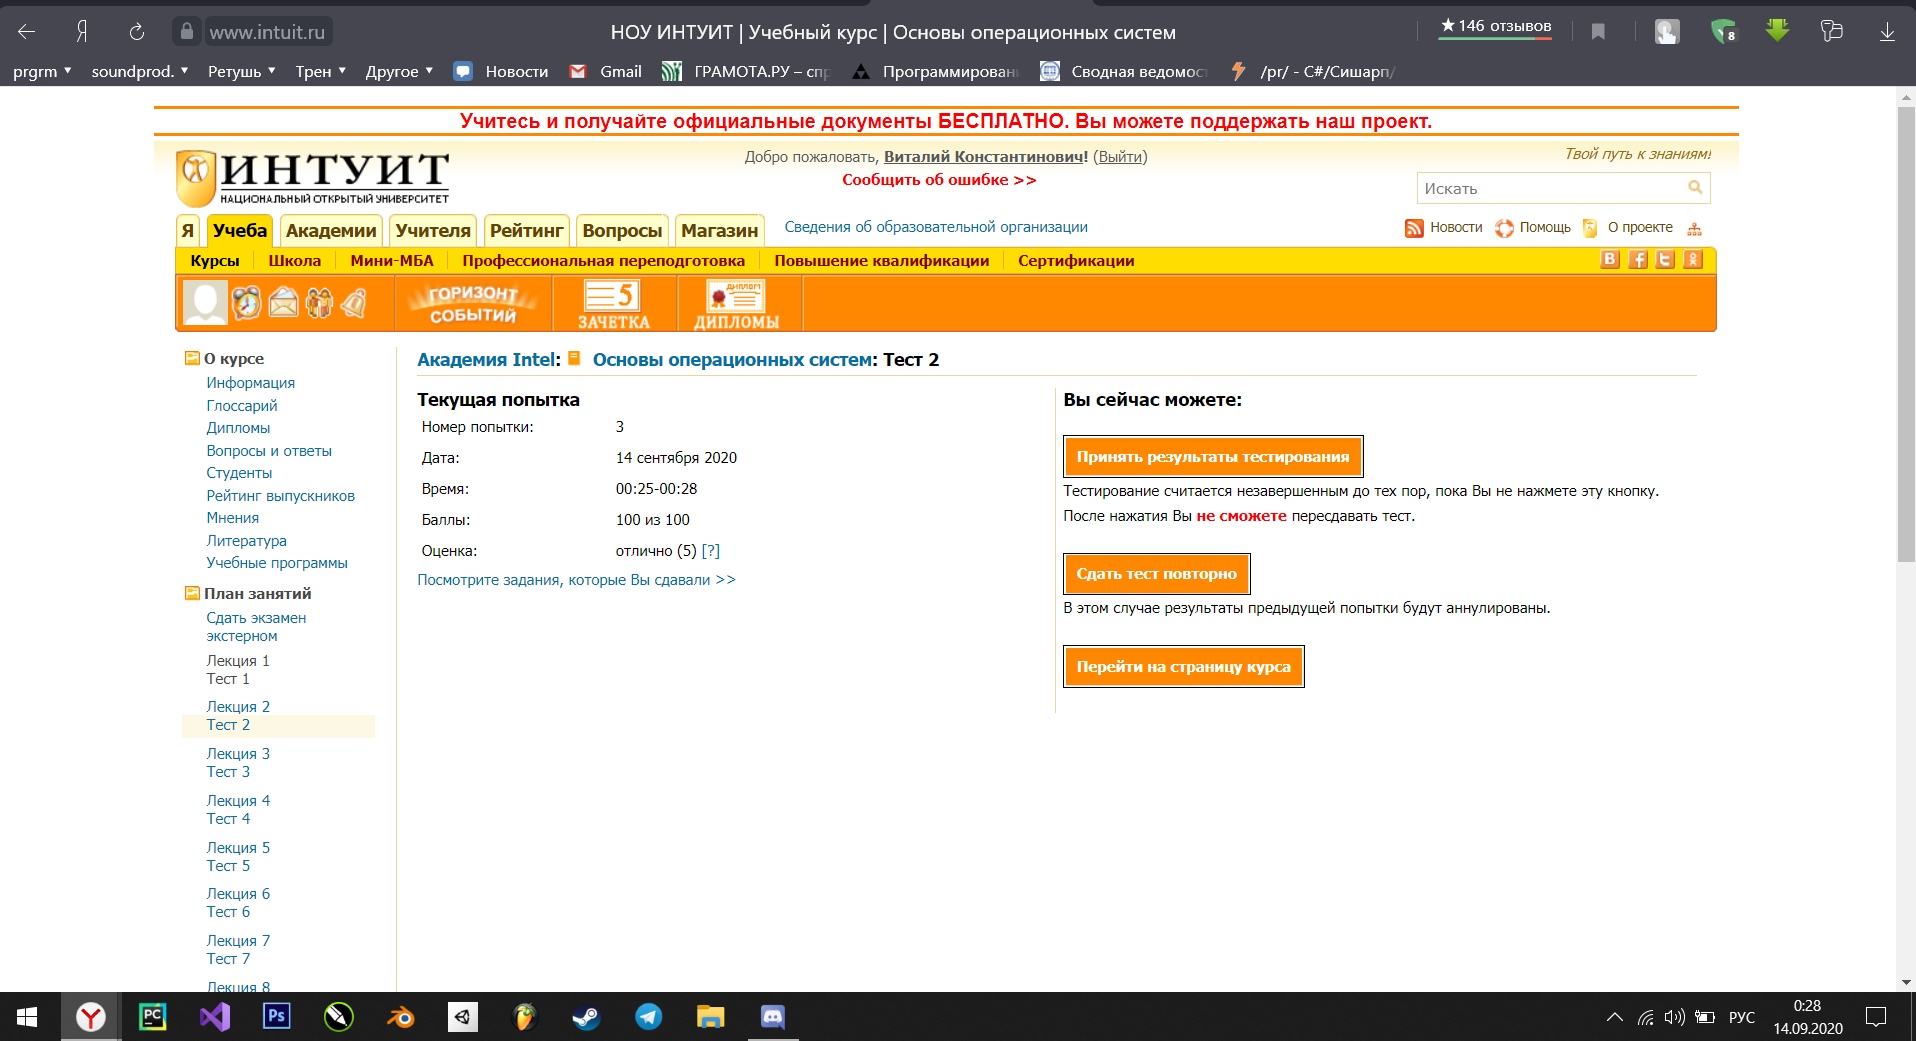 www.intuit.ru
НОУ ИНТУИТ | Учебный курс | Основы операционных систем
★ 146 отзывов
8
prgrm
soundprod.
Ретушь
Трен
Другое
Новости
Gmail
ГРАМОТА.РУ – спр
Программирован
Сводная ведомос
/pr/ - C#/Сишарп/
Учитесь и получайте официальные документы БЕСПЛАТНО. Вы можете поддержать наш проект.
ИНТУИТ
НАЦИОНАЛЬНЫЙ ОТКРЫТЫЙ УНИВЕРСИТЕТ
Добро пожаловать, Виталий Константинович! (Выйти)
Сообщить об ошибке >>
Твой путь к знаниям!
Искать
Я
Учеба
Академии
Учителя
Рейтинг
Вопросы
Магазин
Сведения об образовательной организации
Новости
Помощь
О проекте
Курсы
Школа
Мини-МБА
Профессиональная переподготовка
Повышение квалификации
Сертификации
ГОРИЗОНТ
СОБЫТИЙ
5
ЗАЧЕТКА
ДИПЛОМ
ДИПЛОМЫ
О курсе
Информация
Глоссарий
Дипломы
Вопросы и ответы
Студенты
Рейтинг выпускников
Мнения
Литература
Учебные программы
План занятий
Сдать экзамен
экстерном
Лекция 1
Тест 1
Лекция 2
Тест 2
Лекция 3
Тест 3
Лекция 4
Тест 4
Лекция 5
Тест 5
Лекция 6
Тест 6
Лекция 7
Тест 7
Лекция 8
Академия Intel: Основы операционных систем: Тест 2
Текущая попытка
Номер попытки: 3
Дата: 14 сентября 2020
Время: 00:25-00:28
Баллы: 100 из 100
Оценка: отлично (5) [?]
Посмотрите задания, которые Вы сдавали >>
Вы сейчас можете:
Принять результаты тестирования
Тестирование считается незавершенным до тех пор, пока Вы не нажмете эту кнопку.
После нажатия Вы не сможете пересдавать тест.
Сдать тест повторно
В этом случае результаты предыдущей попытки будут аннулированы.
Перейти на страницу курса
PC
Ps
РУС
0:28
14.09.2020